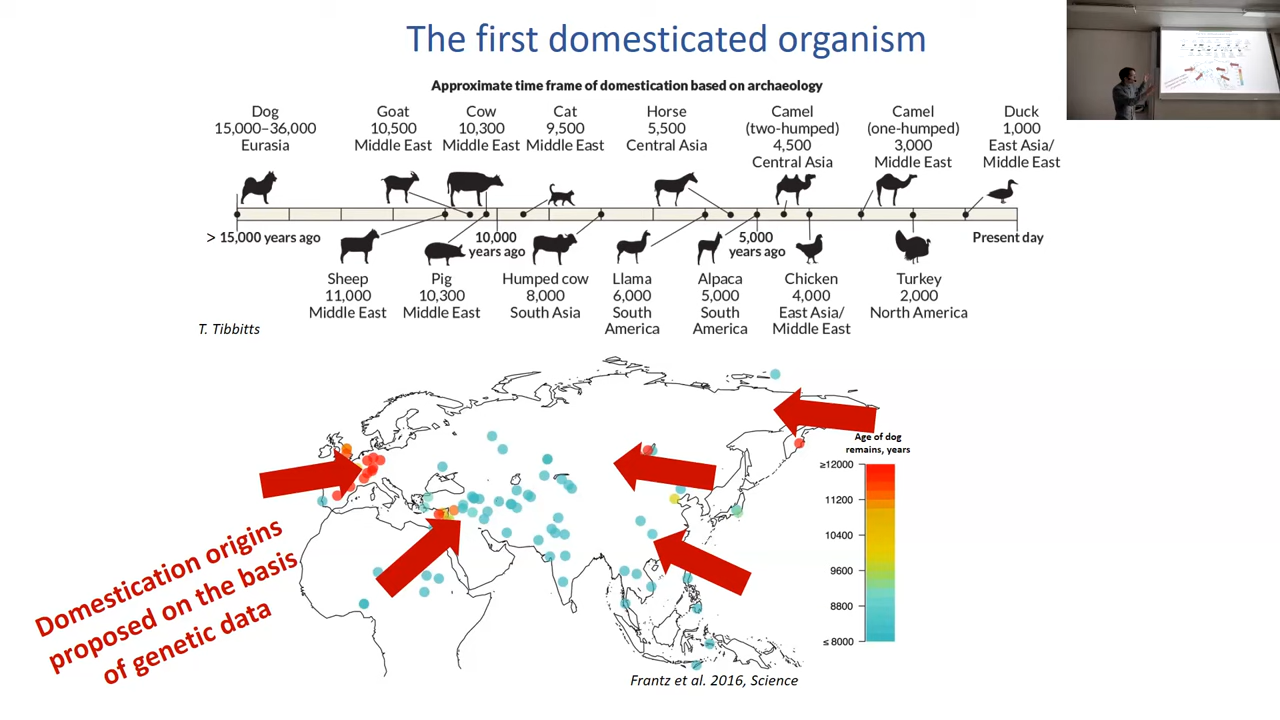 The first domesticated organism
Approximate time frame of domestication based on archaeology
Dog
15,000–36,000
Eurasia
Goat
10,500
Middle East
Cow
10,300
Middle East
Cat
9,500
Middle East
Horse
5,500
Central Asia
Camel
(two-humped)
4,500
Central Asia
Camel
(one-humped)
3,000
Middle East
Duck
1,000
East Asia/
Middle East
> 15,000 years ago
10,000
years ago
5,000
years ago
Present day
Sheep
11,000
Middle East
Pig
10,300
Middle East
Humped cow
8,000
South Asia
Llama
6,000
South
America
Alpaca
5,000
South
America
Chicken
4,000
East Asia/
Middle East
Turkey
2,000
North America
T. Tibbitts
Age of dog
remains, years
≥12000
11200
10400
9600
8800
≤ 8000
Domestication origins
proposed on the basis
of genetic data
Frantz et al. 2016, Science